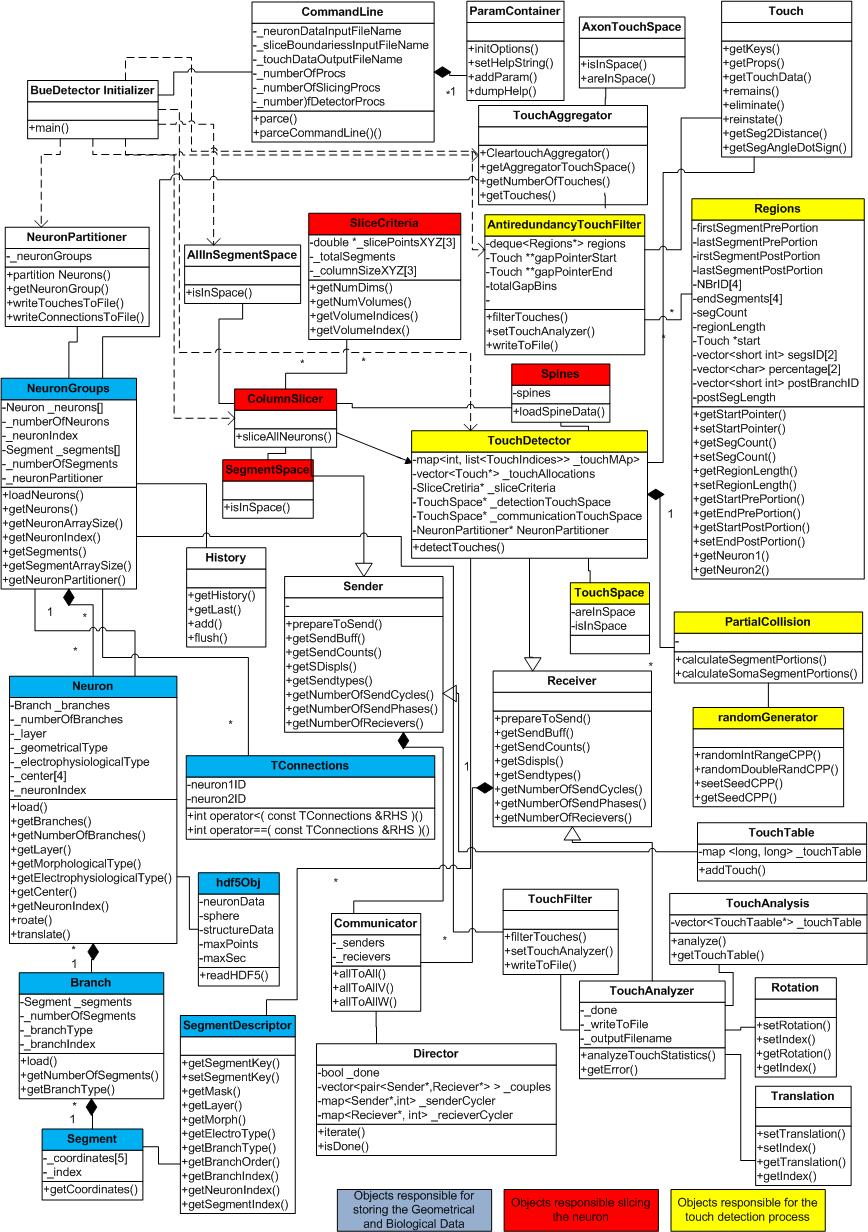 CommandLine
-_neuronDataInputFileName
-_sliceBoundariessInputFileName
-_touchDataOutputFileName
-_numberOfProcs
-_numberOfSlicingProcs
-_number)fDetectorProcs
+parce()
+parceCommandLine()()
ParamContainer
+initOptions()
+setHelpString()
+addParam()
+dumpHelp()
*1
AxonTouchSpace
+isInSpace()
+areInSpace()
Touch
+getKeys()
+getProps()
+getTouchData()
+remains()
+eliminate()
+reinstate()
+getSeg2Distance()
+getSegAngleDotSign()
BueDetector Initializer
+main()
TouchAggregator
+CleartouchAggregator()
+getAggregatorTouchSpace()
+getNumberOfTouches()
+getTouches()
NeuronPartitioner
-_neuronGroups
+partition Neurons()
+getNeuronGroup()
+writeTouchesToFile()
+writeConnectionsToFile()
AllInSegmentSpace
+isInSpace()
SliceCriteria
-double *_slicePointsXYZ[3]
-_totalSegments
-_columnSizeXYZ[3]
+getNumDims()
+getNumVolumes()
+getVolumeIndices()
+getVolumeIndex()
*
*
AntiredundancyTouchFilter
-deque<Regions*> regions
-Touch **gapPointerStart
-Touch **gapPointerEnd
-totalGapBins
-
+filterTouches()
+setTouchAnalyzer()
+writeToFile()
*
*
Regions
-firstSegmentPrePortion
-lastSegmentPrePortion
-irstSegmentPostPortion
-lastSegmentPostPortion
-NBrID[4]
-endSegments[4]
-segCount
-regionLength
-Touch *start
-vector<short int> segsID[2]
-vector<char> percentage[2]
-vector<short int> postBranchID
-postSegLength
+getStartPointer()
+setStartPointer()
+getSegCount()
+setSegCount()
+getRegionLength()
+setRegionLength()
+getStartPrePortion()
+getEndPrePortion()
+getStartPostPortion()
+setEndPostPortion()
+getNeuron1()
+getNeuron2()
NeuronGroups
-Neuron _neurons[]
-_numberOfNeurons
-_neuronIndex
-Segment _segments[]
-_numberOfSegments
-_neuronPartitioner
+loadNeurons()
+getNeurons()
+getNeuronArraySize()
+getNeuronIndex()
+getSegments()
+getSegmentArraySize()
+getNeuronPartitioner()
ColumnSlicer
+sliceAllNeurons()
Spines
-spines
+loadSpineData()
SegmentSpace
+isInSpace()
TouchDetector
-map<int, list<TouchIndices>> _touchMAp>
-vector<Touch*> _touchAllocations
-SliceCretiria* _sliceCriteria
-TouchSpace* _detectionTouchSpace
-TouchSpace* _communicationTouchSpace
-NeuronPartitioner* NeuronPartitioner
+detectTouches()
1
History
+getHistory()
+getLast()
+add()
+flush()
Sender
-
+prepareToSend()
+getSendBuff()
+getSendCounts()
+getSDispls()
+getSendtypes()
+getNumberOfSendCycles()
+getNumberOfSendPhases()
+getNumberOfRecievers()
TouchSpace
-areInSpace
-isInSpace
PartialCollision
-
+calculateSegmentPortions()
+calculateSomaSegmentPortions()
*
1
*
*
Neuron
-Branch _branches
-_numberOfBranches
-_layer
-_geometricalType
-_electrophysiologicalType
-_center[4]
-_neuronIndex
+load()
+getBranches()
+getNumberOfBranches()
+getLayer()
+getMorphologicalType()
+getElectrophysiologicalType()
+getCenter()
+getNeuronIndex()
+roate()
+translate()
*
Receiver
+prepareToSend()
+getSendBuff()
+getSendCounts()
+getSdispls()
+getSendtypes()
+getNumberOfSendCycles()
+getNumberOfSendPhases()
+getNumberOfRecievers()
1
randomGenerator
+randomIntRangeCPP()
+randomDoubleRandCPP()
+seetSeedCPP()
+getSeedCPP()
TConnections
-neuron1ID
-neuron2ID
+int operator<( const TConnections &RHS )()
+int operator==( const TConnections &RHS )()
TouchTable
-map <long, long> _touchTable
+addTouch()
hdf5Obj
-neuronData
-sphere
-structureData
-maxPoints
-maxSec
+readHDF5()
*
Communicator
-_senders
-_recievers
+allToAll()
+allToAllV()
+allToAllW()
*
TouchFilter
+filterTouches()
+setTouchAnalyzer()
+writeToFile()
TouchAnalysis
-vector<TouchTaable*> _touchTable
+analyze()
+getTouchTable()
*
1
Branch
-Segment _segments
-_numberOfSegments
-_branchType
-_branchIndex
+load()
+getNumberOfSegments()
+getBranchType()
TouchAnalyzer
-_done
-_writeToFile
-_outputFilename
+analyzeTouchStatistics()
+getError()
Rotation
+setRotation()
+setIndex()
+getRotation()
+getIndex()
SegmentDescriptor
+getSegmentKey()
+setSegmentKey()
+getMask()
+getLayer()
+getMorph()
+getElectroType()
+getBranchType()
+getBranchOrder()
+getBranchIndex()
+getNeuronIndex()
+getSegmentIndex()
Director
-bool _done
-vector<pair<Sender*,Reciever*> > _couples
-map<Sender*,int> _senderCycler
-map<Reciever*, int> _recieverCycler
+iterate()
+isDone()
Translation
+setTranslation()
+setIndex()
+getTranslation()
+getIndex()
*
1
Segment
-_coordinates[5]
-_index
+getCoordinates()
Objects responsible for
storing the Geometrical
and Biological Data
Objects responsible slicing
the neuron
Objects responsible for the
touch detection process